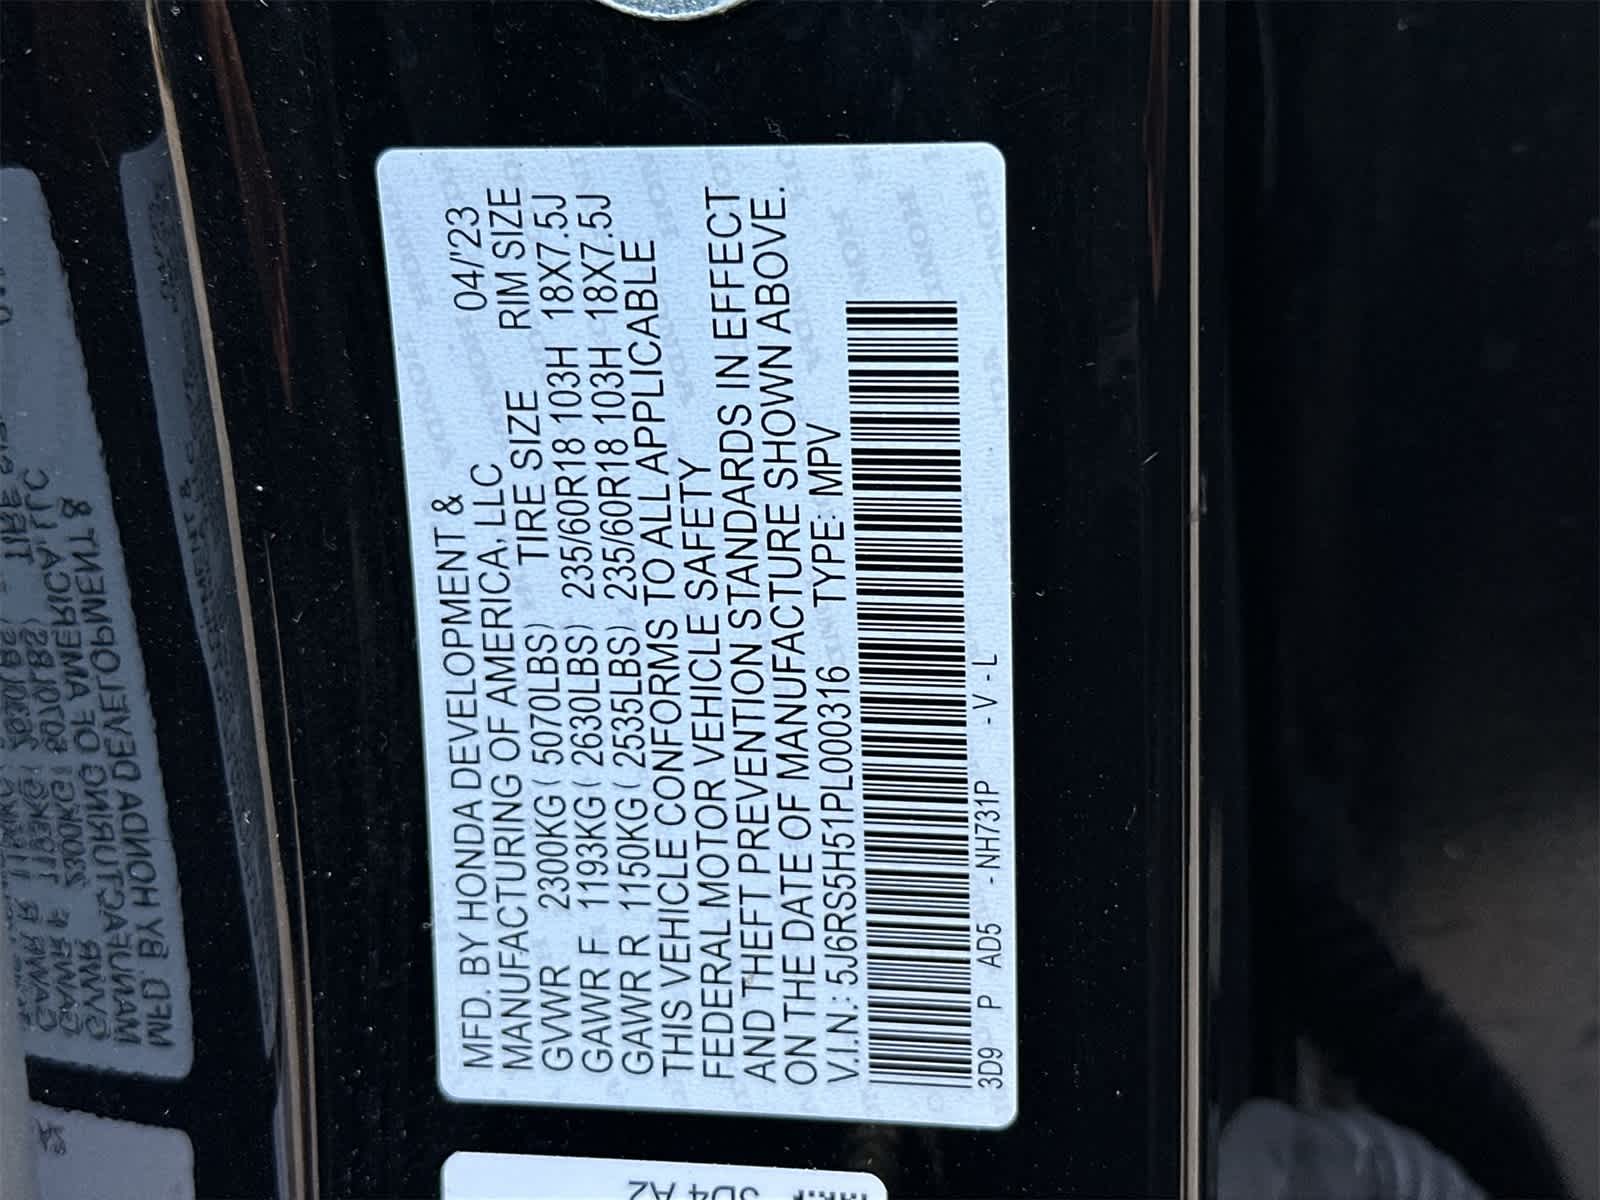 MFD. BY HONDA DEVELOPMENT &
MANUFACTURING OF AMERICA, LLC 04/'23
GVWR 2300KG ( 5070LBS) TIRE SIZE RIM SIZE
GAWR F 1193KG ( 2630LBS) 235/60R18 103H 18X7.5J
GAWR R 1150KG ( 2535LBS) 235/60R18 103H 18X7.5J
THIS VEHICLE CONFORMS TO ALL APPLICABLE
FEDERAL MOTOR VEHICLE SAFETY
AND THEFT PREVENTION STANDARDS IN EFFECT
ON THE DATE OF MANUFACTURE SHOWN ABOVE.
V.I.N.: 5J6RS5H51PL000316 TYPE: MPV
3D9 P AD5 - NH731P - V - L